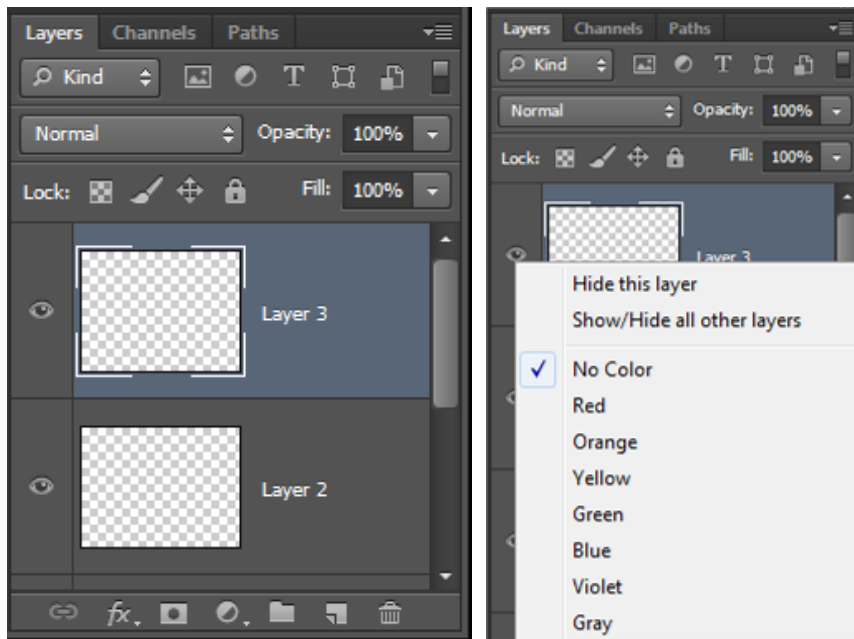 Layers Channels Paths
Kind T
Normal Opacity: 100%
Lock: Fill: 100%
Layer 3
Layer 2
fx
Layers Channels Paths
Kind T
Normal Opacity: 100%
Lock: Fill: 100%
Layer 3
Hide this layer
Show/Hide all other layers
No Color
Red
Orange
Yellow
Green
Blue
Violet
Gray